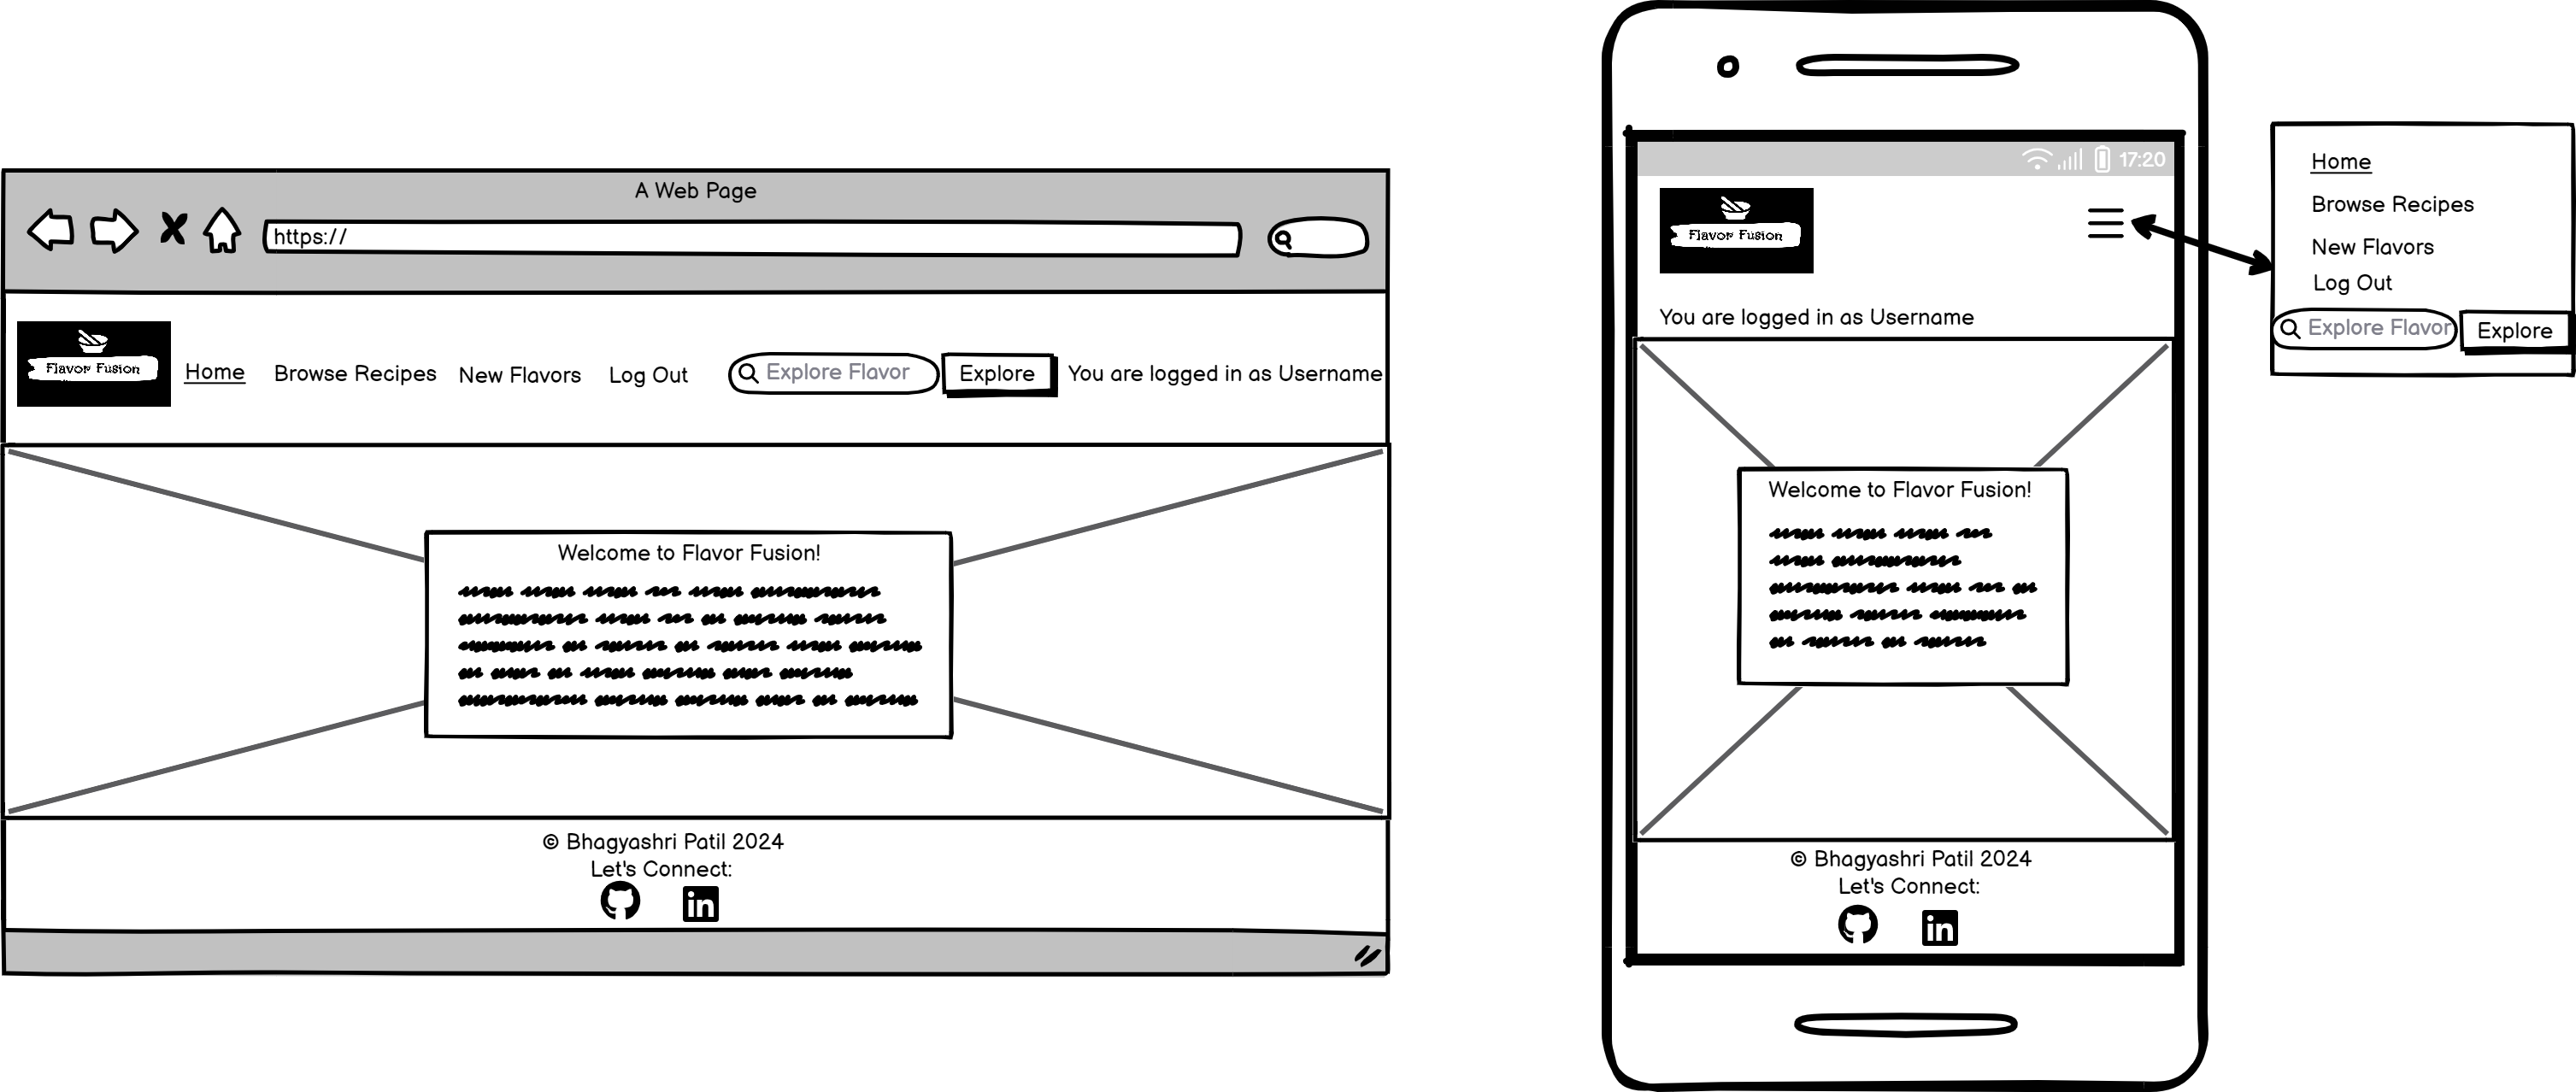 A Web Page
https://
Flavor Fusion
Home Browse Recipes New Flavors Log Out Explore Flavor Explore You are logged in as Username
Welcome to Flavor Fusion!
© Bhagyashri Patil 2024
Let's Connect:
in
17:20
Flavor Fusion
You are logged in as Username
Welcome to Flavor Fusion!
© Bhagyashri Patil 2024
Let's Connect:
in
Home
Browse Recipes
New Flavors
Log Out
Explore Flavor Explore